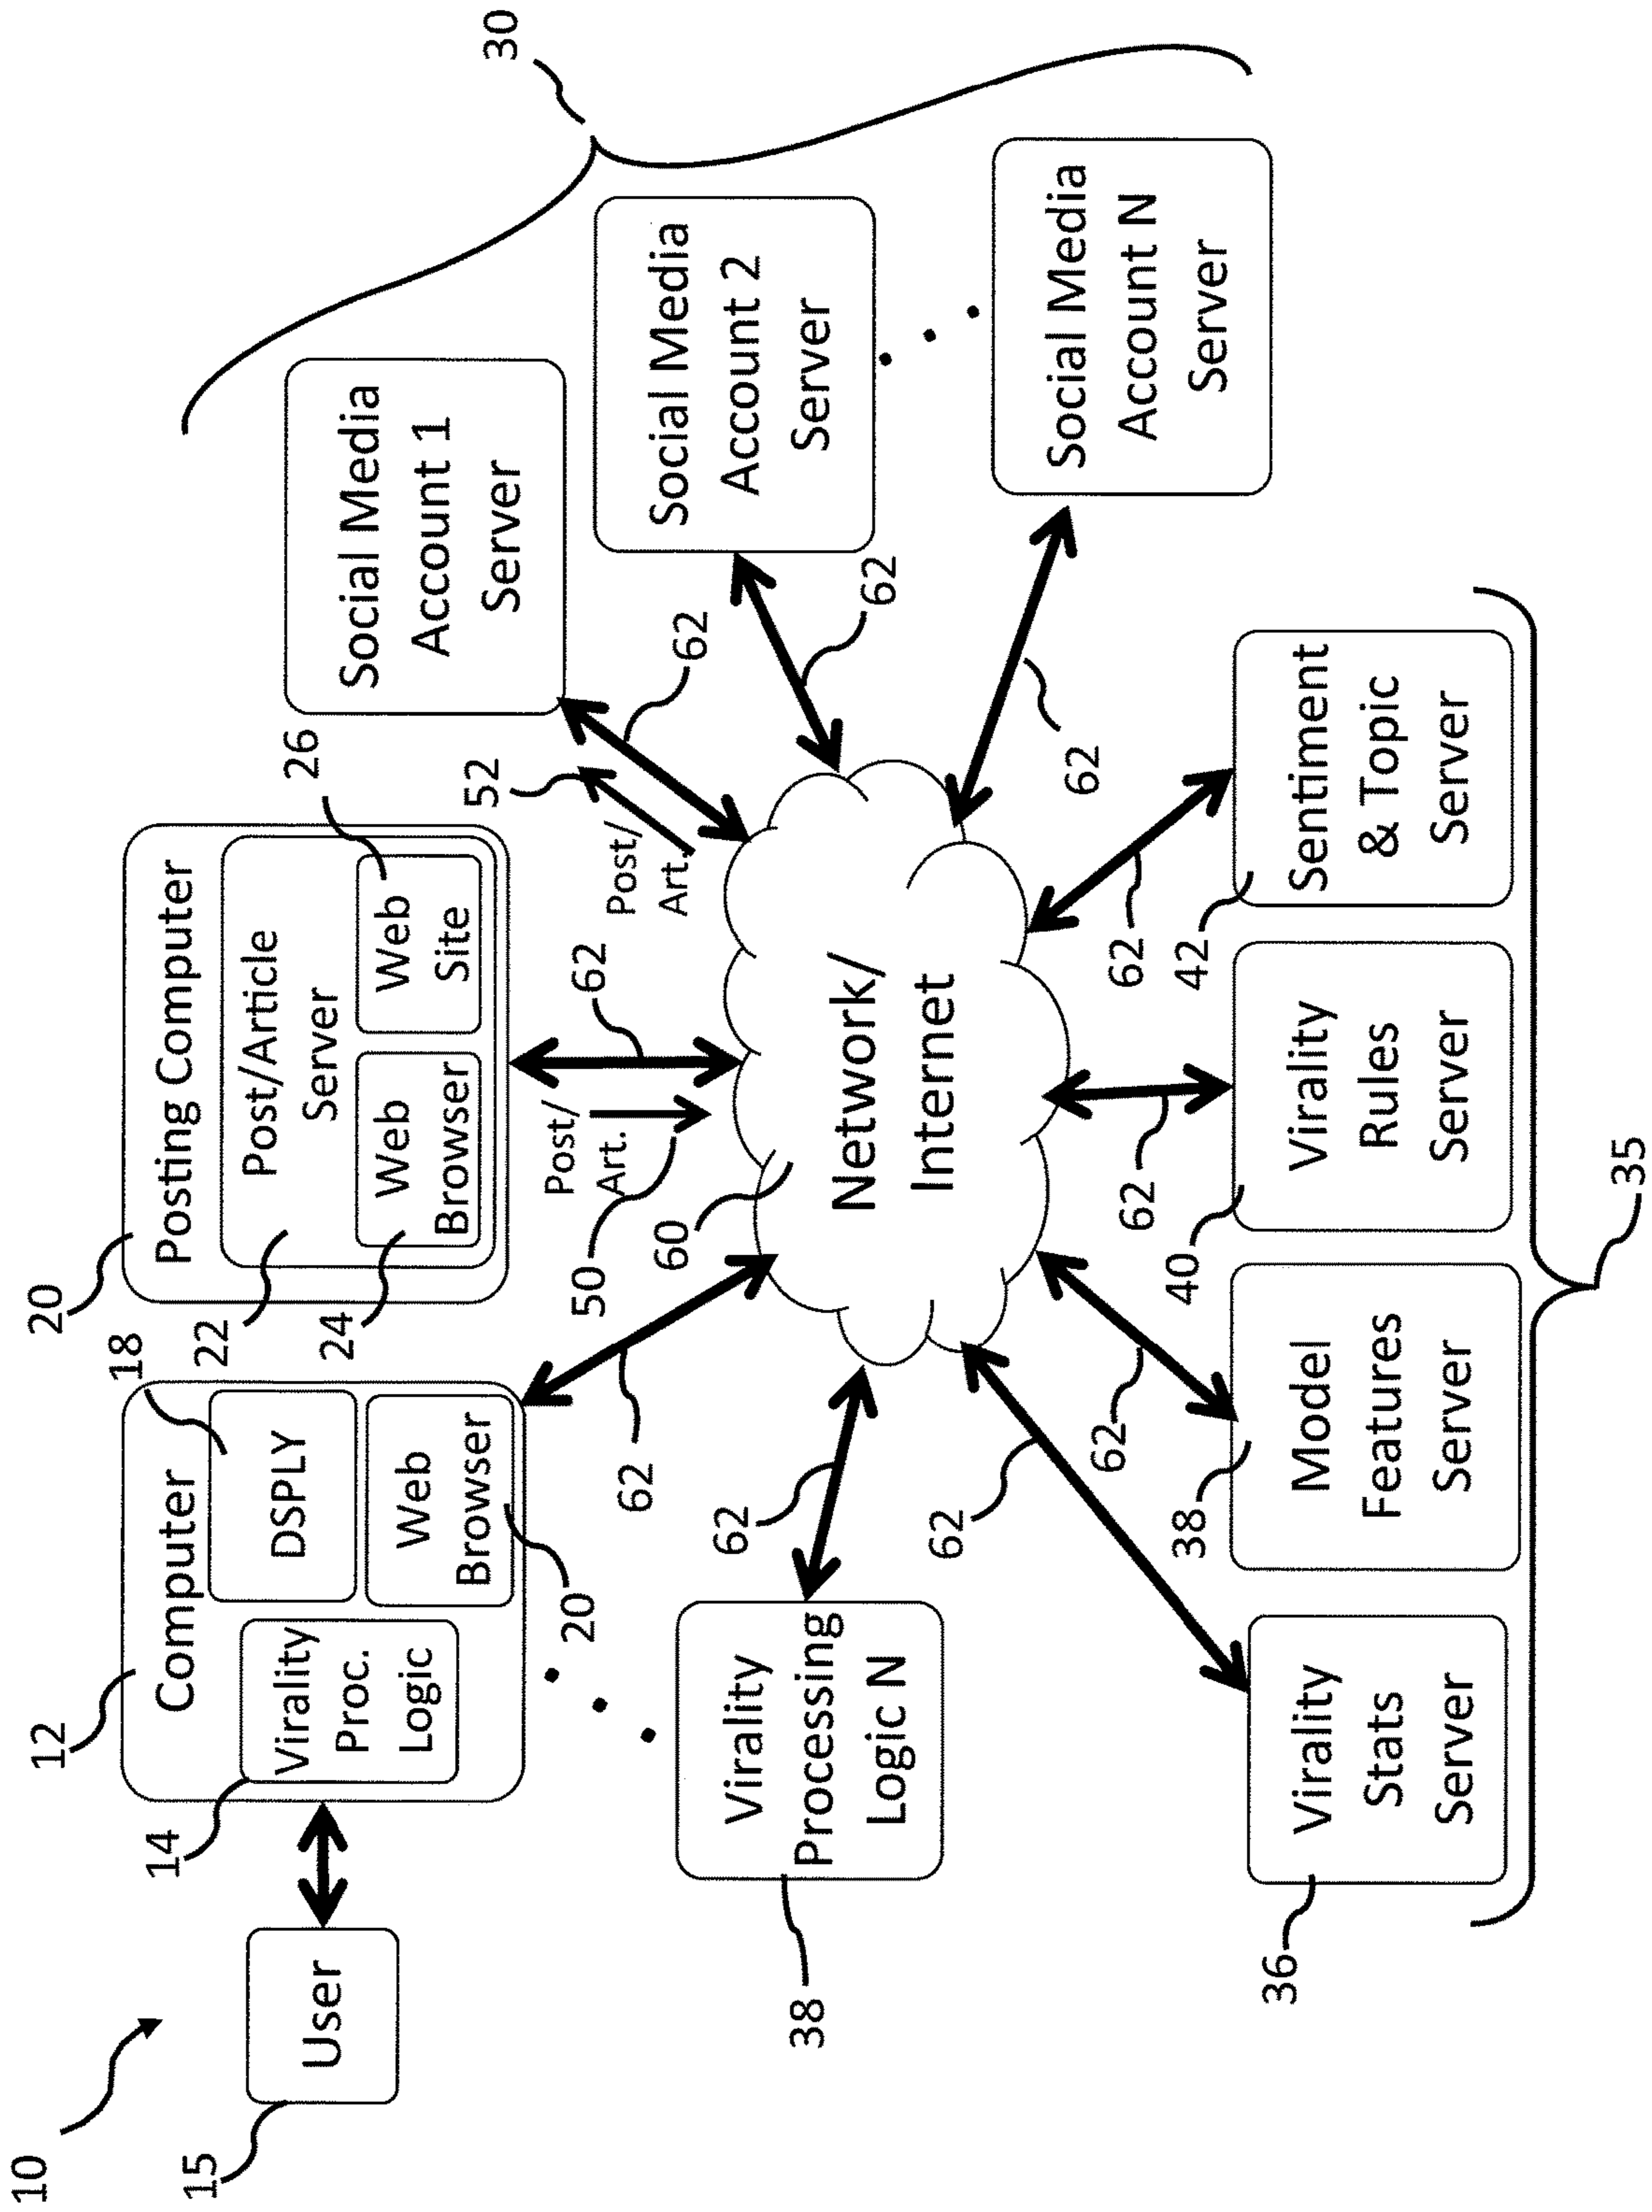 10
15
User
12
Computer
14
Virality
Proc.
Logic
18
DSPLY
Web
Browser
20
20
Posting Computer
22
Post/Article
Server
24
Web
Browser
26
Web
Site
30
Social Media
Account 1
Server
Social Media
Account 2
Server
Social Media
Account N
Server
50
Post/
Art.
52
Post/
Art.
60
Network/
Internet
62
62
62
62
62
62
62
62
62
62
38
Virality
Processing
Logic N
36
Virality
Stats
Server
38
Model
Features
Server
40
Virality
Rules
Server
42
Sentiment
& Topic
Server
35